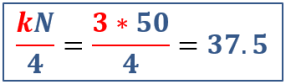 kN/4 = 3 * 50/4 = 37.5